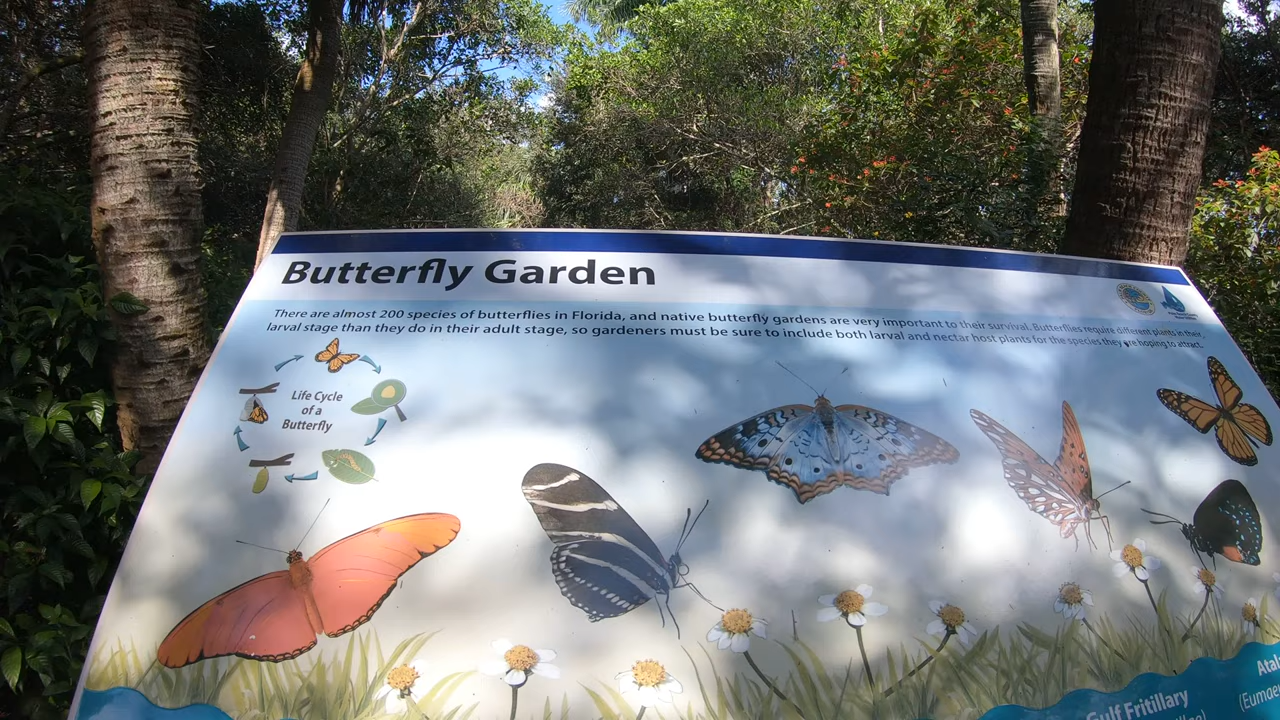 Butterfly Garden
There are almost 200 species of butterflies in Florida, and native butterfly gardens are very important to their survival. Butterflies require different plants in their
larval stage than they do in their adult stage, so gardeners must be sure to include both larval and nectar host plants for the species they are hoping to attract.
Life Cycle
of a
Butterfly
Gulf Fritillary
Atala
(Eumae